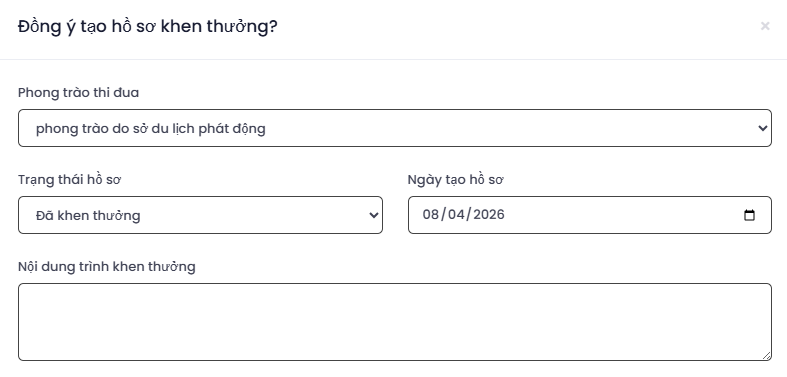 Đồng ý tạo hồ sơ khen thưởng?
×
Phong trào thi đua
phong trào do sở du lịch phát động
Trạng thái hồ sơ
Ngày tạo hồ sơ
Đã khen thưởng
08/04/2026
Nội dung trình khen thưởng